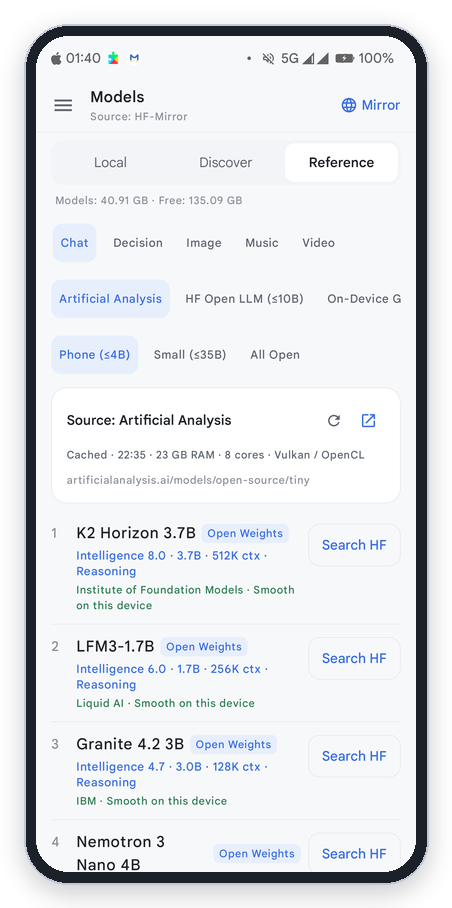 01:40
5G
100%
Models
Source: HF-Mirror
Mirror
Local Discover Reference
Models: 40.91 GB · Free: 135.09 GB
Chat Decision Image Music Video
Artificial Analysis HF Open LLM (≤10B) On-Device G
Phone (≤4B) Small (≤35B) All Open
Source: Artificial Analysis
Cached · 22:35 · 23 GB RAM · 8 cores · Vulkan / OpenCL
artificialanalysis.ai/models/open-source/tiny
1 K2 Horizon 3.7B Open Weights
Search HF
Intelligence 8.0 · 3.7B · 512K ctx ·
Reasoning
Institute of Foundation Models · Smooth
on this device
2 LFM3-1.7B Open Weights
Search HF
Intelligence 6.0 · 1.7B · 256K ctx ·
Reasoning
Liquid AI · Smooth on this device
3 Granite 4.2 3B Open Weights
Search HF
Intelligence 4.7 · 3.0B · 128K ctx ·
Reasoning
IBM · Smooth on this device
4 Nemotron 3
Nano 4B
Open Weights
Search HF